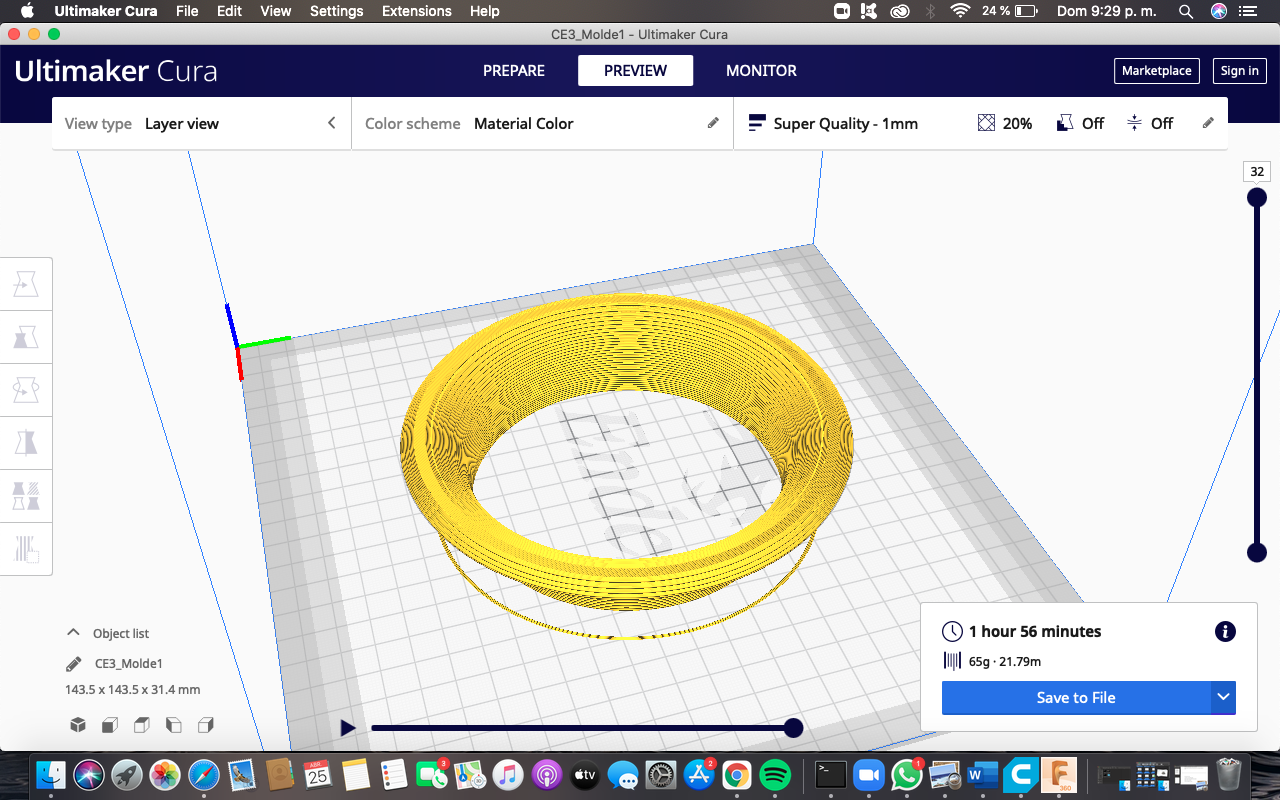 Ultimaker Cura File Edit View Settings Extensions Help 24 % Dom 9:29 p. m.
CE3_Molde1 - Ultimaker Cura
Ultimaker Cura PREPARE PREVIEW MONITOR Marketplace Sign in
View type Layer view Color scheme Material Color Super Quality - 1mm 20% Off Off
32
Object list
CE3_Molde1
143.5 x 143.5 x 31.4 mm
1 hour 56 minutes
65g · 21.79m
Save to File
3 ABR 25 tv 2 >_ 1 W C F 360